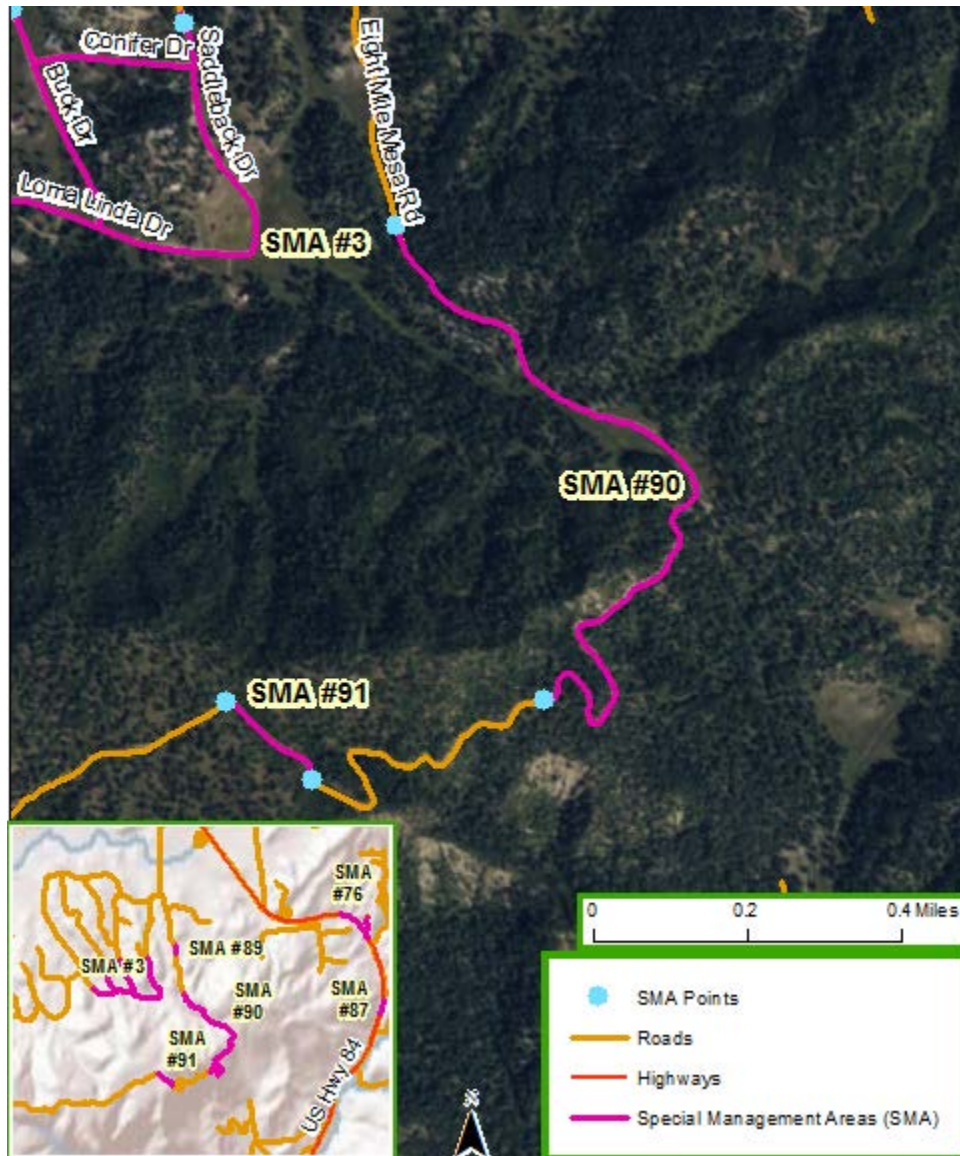 Conifer Dr
Saddleback Dr
Buck Dr
Eight Mile Mesa Rd
Loma Linda Dr
SMA #3
SMA #90
SMA #91
SMA
#76
SMA #89
SMA #3
SMA
#90
SMA
#87
SMA
#91
US Hwy 84
0 0.2 0.4 Miles
SMA Points
Roads
Highways
Special Management Areas (SMA)